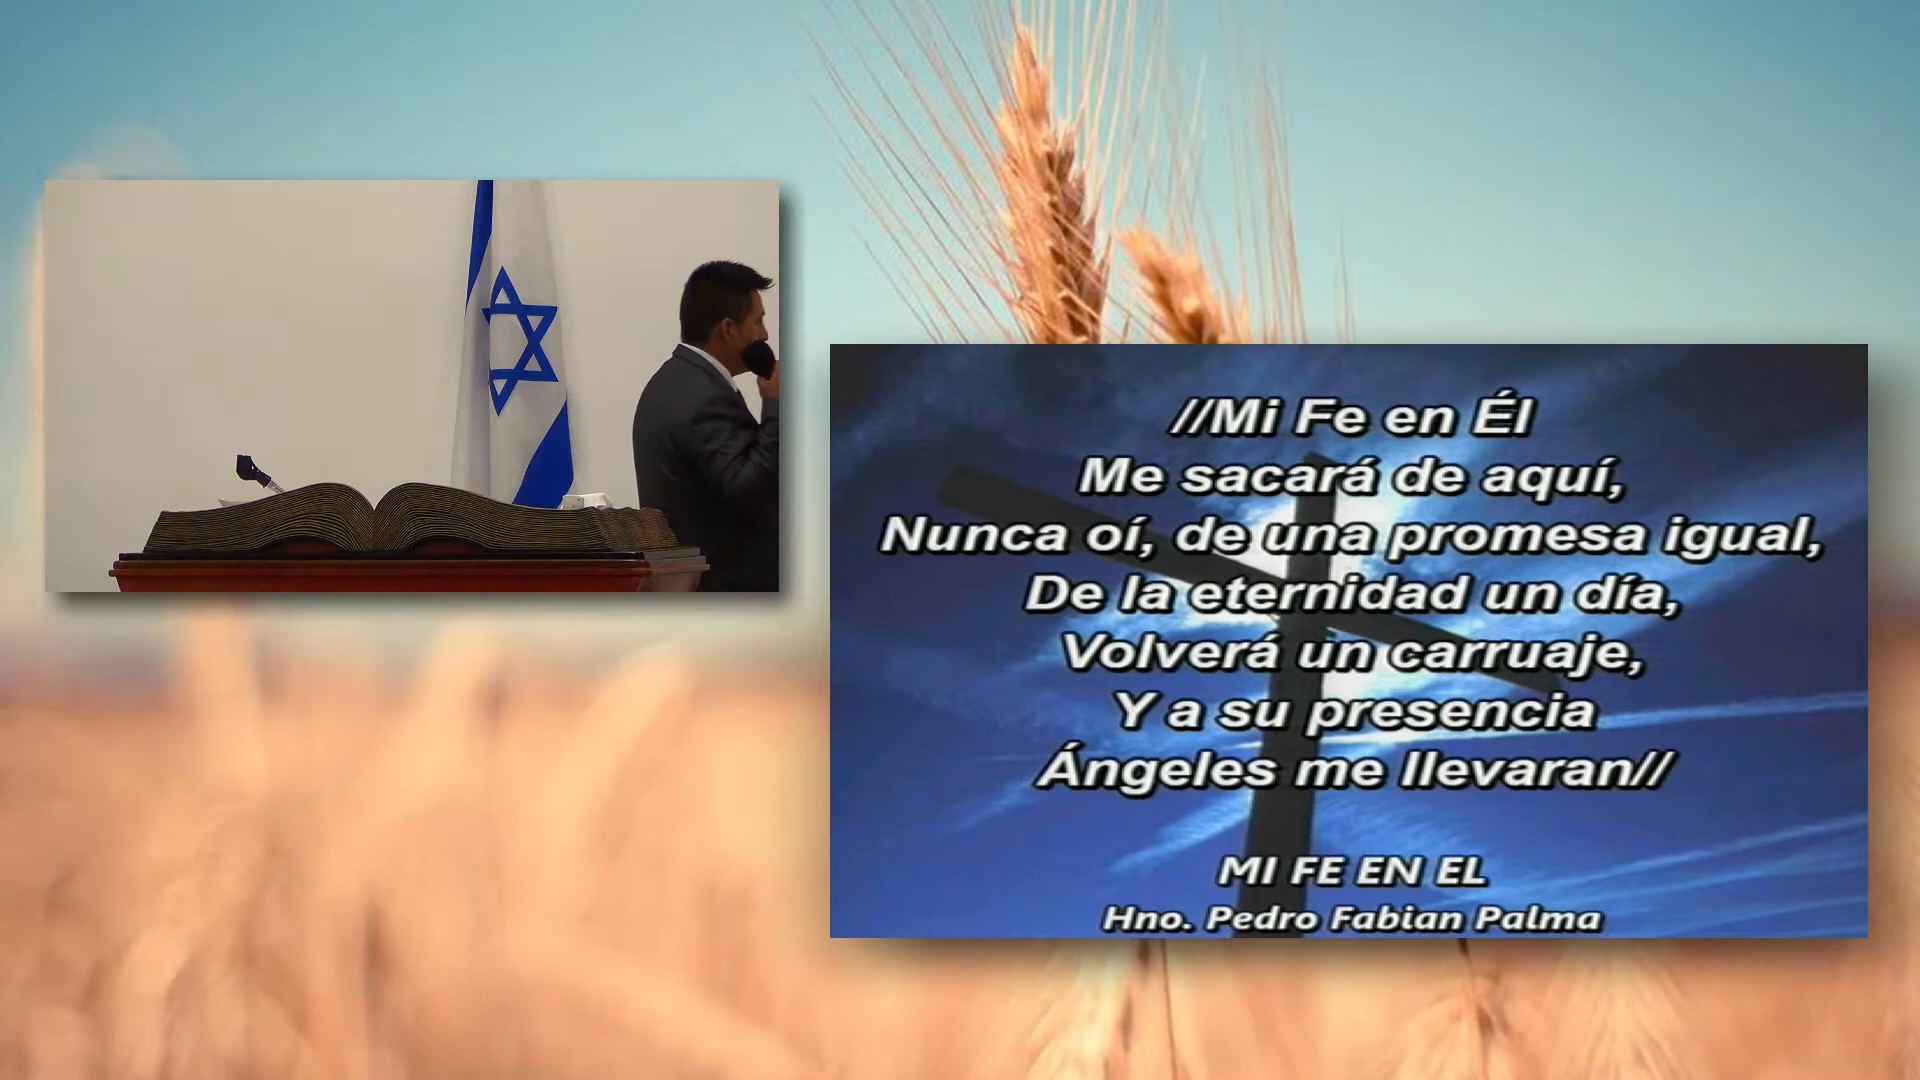 //Mi Fe en Él
Me sacará de aquí,
Nunca oí, de una promesa igual,
De la eternidad un día,
Volverá un carruaje,
Y a su presencia
Ángeles me llevaran//
MI FE EN EL
Hno. Pedro Fabian Palma